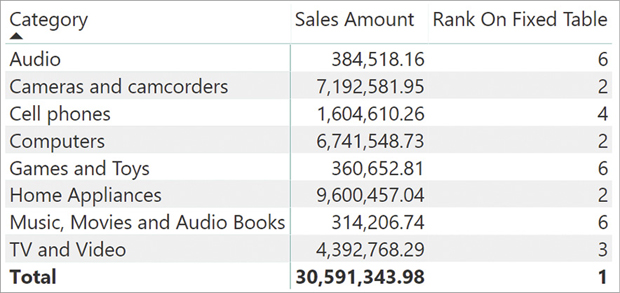 Category Sales Amount Rank On Fixed Table
Audio 384,518.16 6
Cameras and camcorders 7,192,581.95 2
Cell phones 1,604,610.26 4
Computers 6,741,548.73 2
Games and Toys 360,652.81 6
Home Appliances 9,600,457.04 2
Music, Movies and Audio Books 314,206.74 6
TV and Video 4,392,768.29 3
Total 30,591,343.98 1